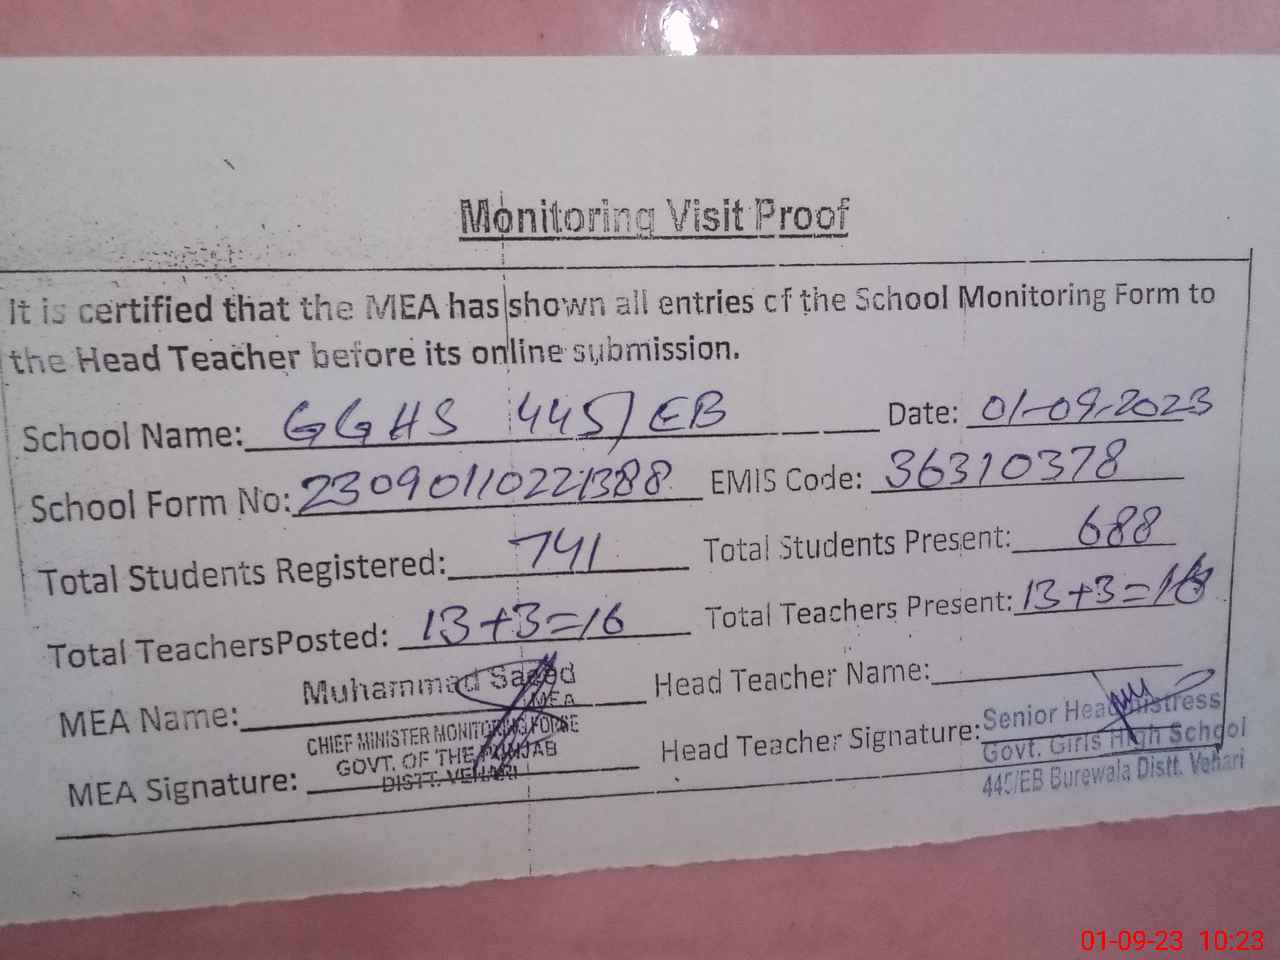 Monitoring Visit Proof
It is certified that the MEA has shown all entries of the School Monitoring Form to
the Head Teacher before its online submission.
School Name: GGHS 445/EB Date: 01-09-2023
School Form No: 23090110221388 EMIS Code: 36310378
Total Students Registered: 741 Total Students Present: 688
Total TeachersPosted: 13+3=16 Total Teachers Present: 13+3=16
MEA Name: Muhammad Saeed Head Teacher Name:
MEA
CHIEF MINISTER MONITORING FORSE
GOVT. OF THE PUNJAB
DISTT. VEHARI
MEA Signature: Head Teacher Signature:
Senior Headmistress
Govt. Girls High School
445/EB Burewala Distt. Vehari
01-09-23 10:23